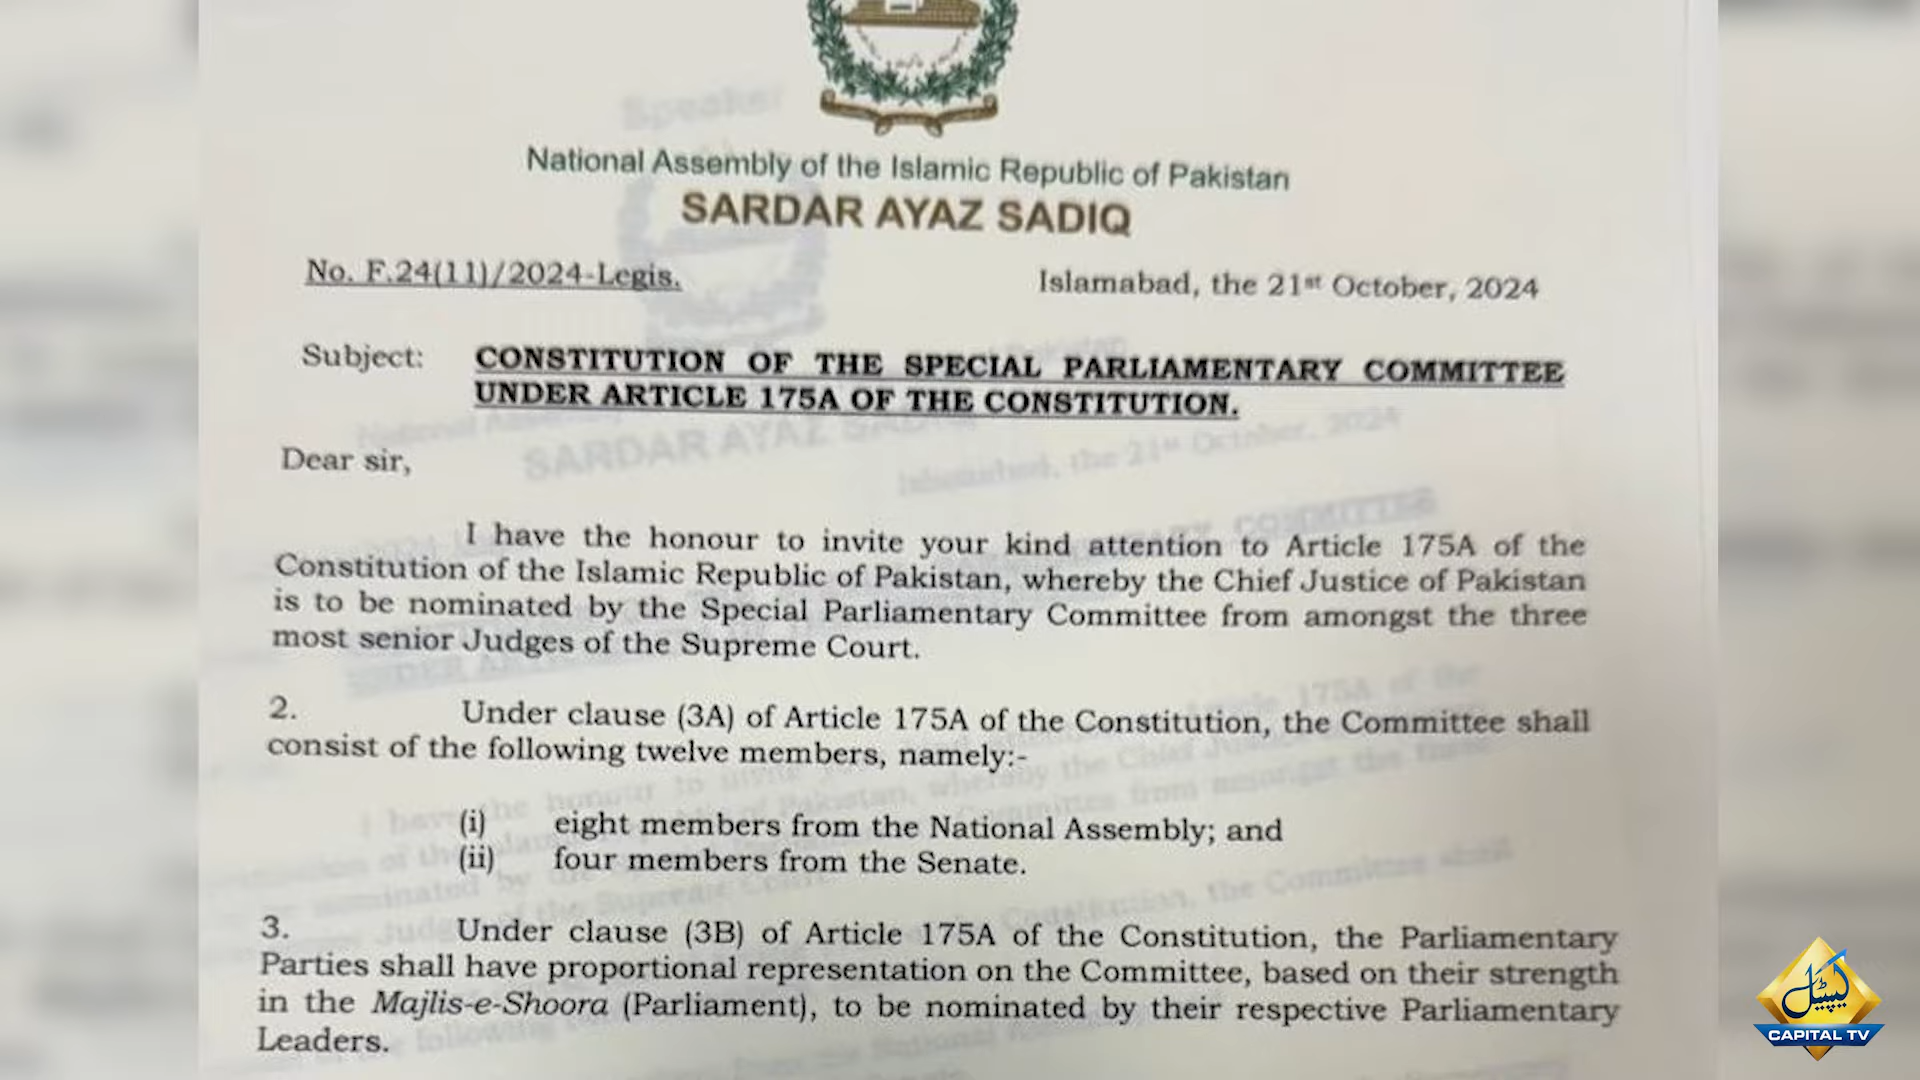 Speaker
National Assembly of the Islamic Republic of Pakistan
SARDAR AYAZ SADIQ
No. F.24(11)/2024-Legis.
Islamabad, the 21st October, 2024
Subject: CONSTITUTION OF THE SPECIAL PARLIAMENTARY COMMITTEE
UNDER ARTICLE 175A OF THE CONSTITUTION.
Dear sir,
I have the honour to invite your kind attention to Article 175A of the
Constitution of the Islamic Republic of Pakistan, whereby the Chief Justice of Pakistan
is to be nominated by the Special Parliamentary Committee from amongst the three
most senior Judges of the Supreme Court.
2. Under clause (3A) of Article 175A of the Constitution, the Committee shall
consist of the following twelve members, namely:-
(i) eight members from the National Assembly; and
(ii) four members from the Senate.
3. Under clause (3B) of Article 175A of the Constitution, the Parliamentary
Parties shall have proportional representation on the Committee, based on their strength
in the Majlis-e-Shoora (Parliament), to be nominated by their respective Parliamentary
Leaders.
کیپیٹل
CAPITAL TV